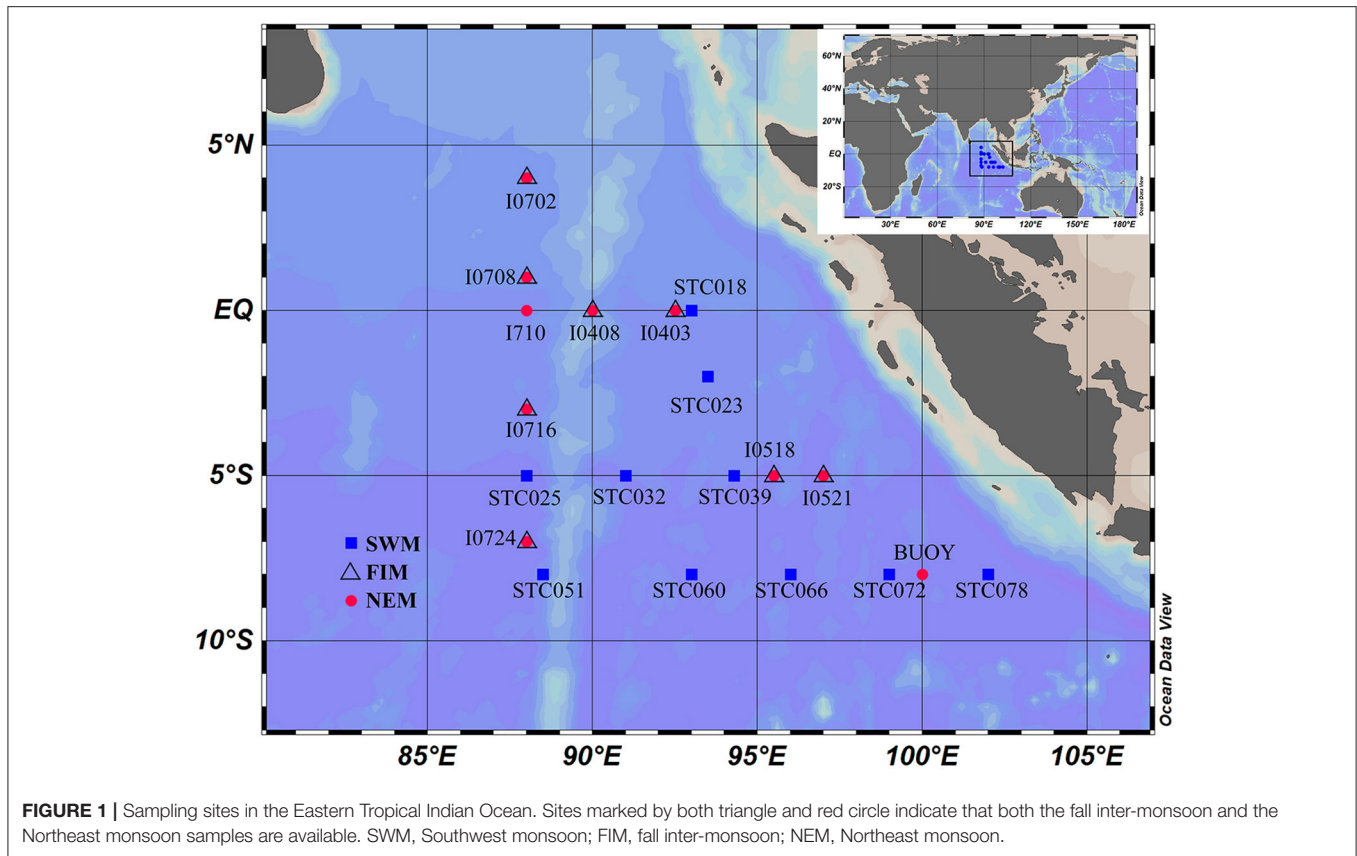 60°N
40°N
20°N
EQ
20°S
30°E
60°E
90°E
120°E
150°E
180°E
Ocean Data View
5°N
EQ
5°S
10°S
I0702
I0708
STC018
I710
I0408
I0403
STC023
I0716
I0518
STC025
STC032
STC039
I0521
I0724
BUOY
STC051
STC060
STC066
STC072
STC078
SWM
FIM
NEM
85°E
90°E
95°E
100°E
105°E
Ocean Data View
FIGURE 1 | Sampling sites in the Eastern Tropical Indian Ocean. Sites marked by both triangle and red circle indicate that both the fall inter-monsoon and the
Northeast monsoon samples are available. SWM, Southwest monsoon; FIM, fall inter-monsoon; NEM, Northeast monsoon.